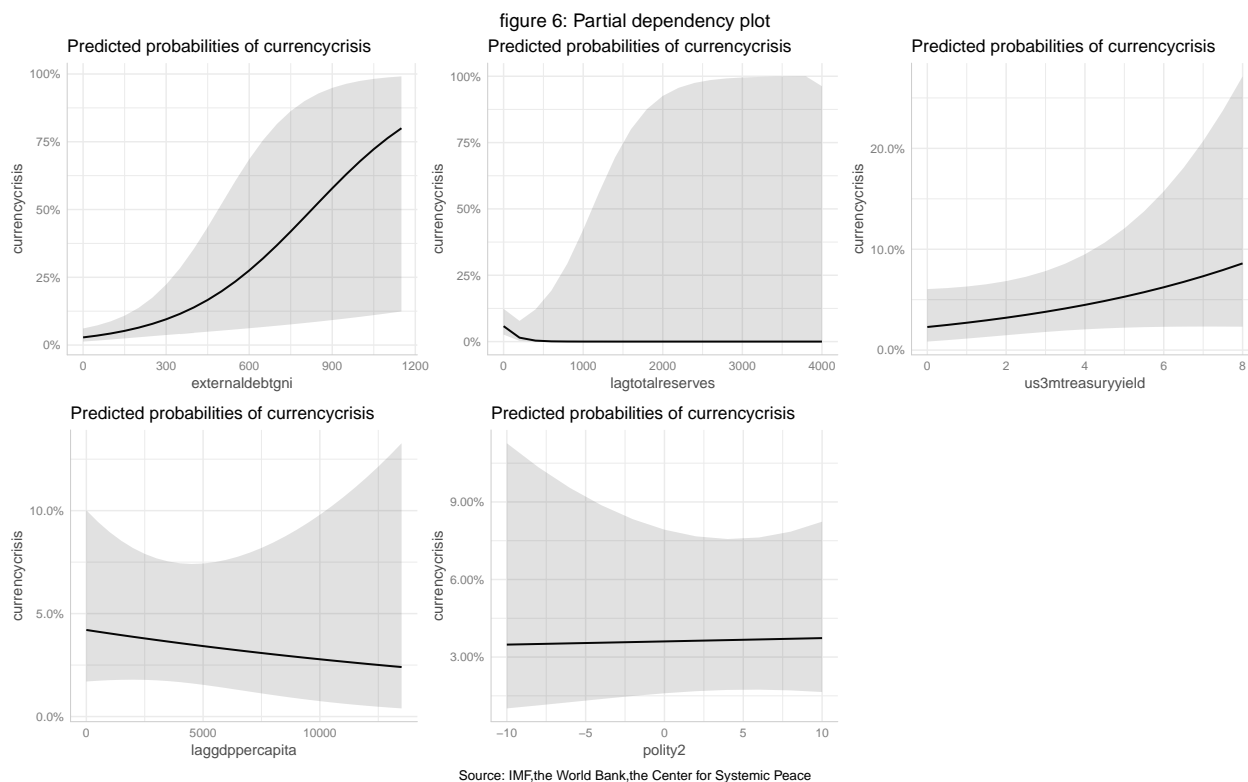 figure 6: Partial dependency plot
Predicted probabilities of currencycrisis
currencycrisis
100%
75%
50%
25%
0%
0
300
600
900
1200
externaldebtgni
Predicted probabilities of currencycrisis
currencycrisis
100%
75%
50%
25%
0%
0
1000
2000
3000
4000
lagtotalreserves
Predicted probabilities of currencycrisis
currencycrisis
20.0%
10.0%
0.0%
0
2
4
6
8
us3mtreasuryyield
Predicted probabilities of currencycrisis
currencycrisis
10.0%
5.0%
0.0%
0
5000
10000
laggdppercapita
Predicted probabilities of currencycrisis
currencycrisis
9.00%
6.00%
3.00%
−10
−5
0
5
10
polity2
Source: IMF,the World Bank,the Center for Systemic Peace